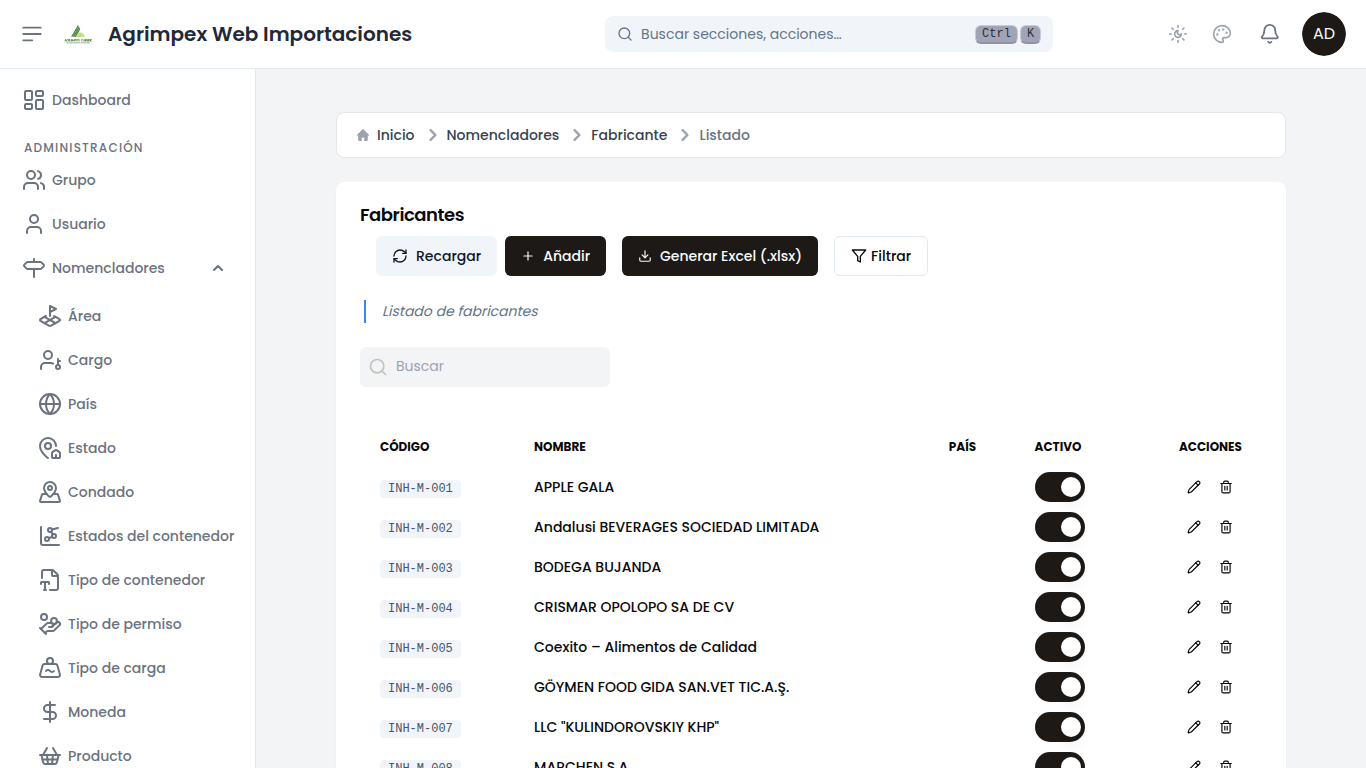 Agrimpex Web Importaciones
Buscar secciones, acciones...
Ctrl K
AD
Dashboard
ADMINISTRACIÓN
Grupo
Usuario
Nomencladores
Área
Cargo
País
Estado
Condado
Estados del contenedor
Tipo de contenedor
Tipo de permiso
Tipo de carga
Moneda
Producto
Inicio Nomencladores Fabricante Listado
Fabricantes
Recargar Añadir Generar Excel (.xlsx) Filtrar
Listado de fabricantes
Buscar
CÓDIGO NOMBRE PAÍS ACTIVO ACCIONES
INH-M-001 APPLE GALA
INH-M-002 Andalusi BEVERAGES SOCIEDAD LIMITADA
INH-M-003 BODEGA BUJANDA
INH-M-004 CRISMAR OPOLOPO SA DE CV
INH-M-005 Coexito – Alimentos de Calidad
INH-M-006 GÖYMEN FOOD GIDA SAN.VET TIC.A.Ş.
INH-M-007 LLC "KULINDOROVSKIY KHP"
INH-M-008 MARCHEN S.A.